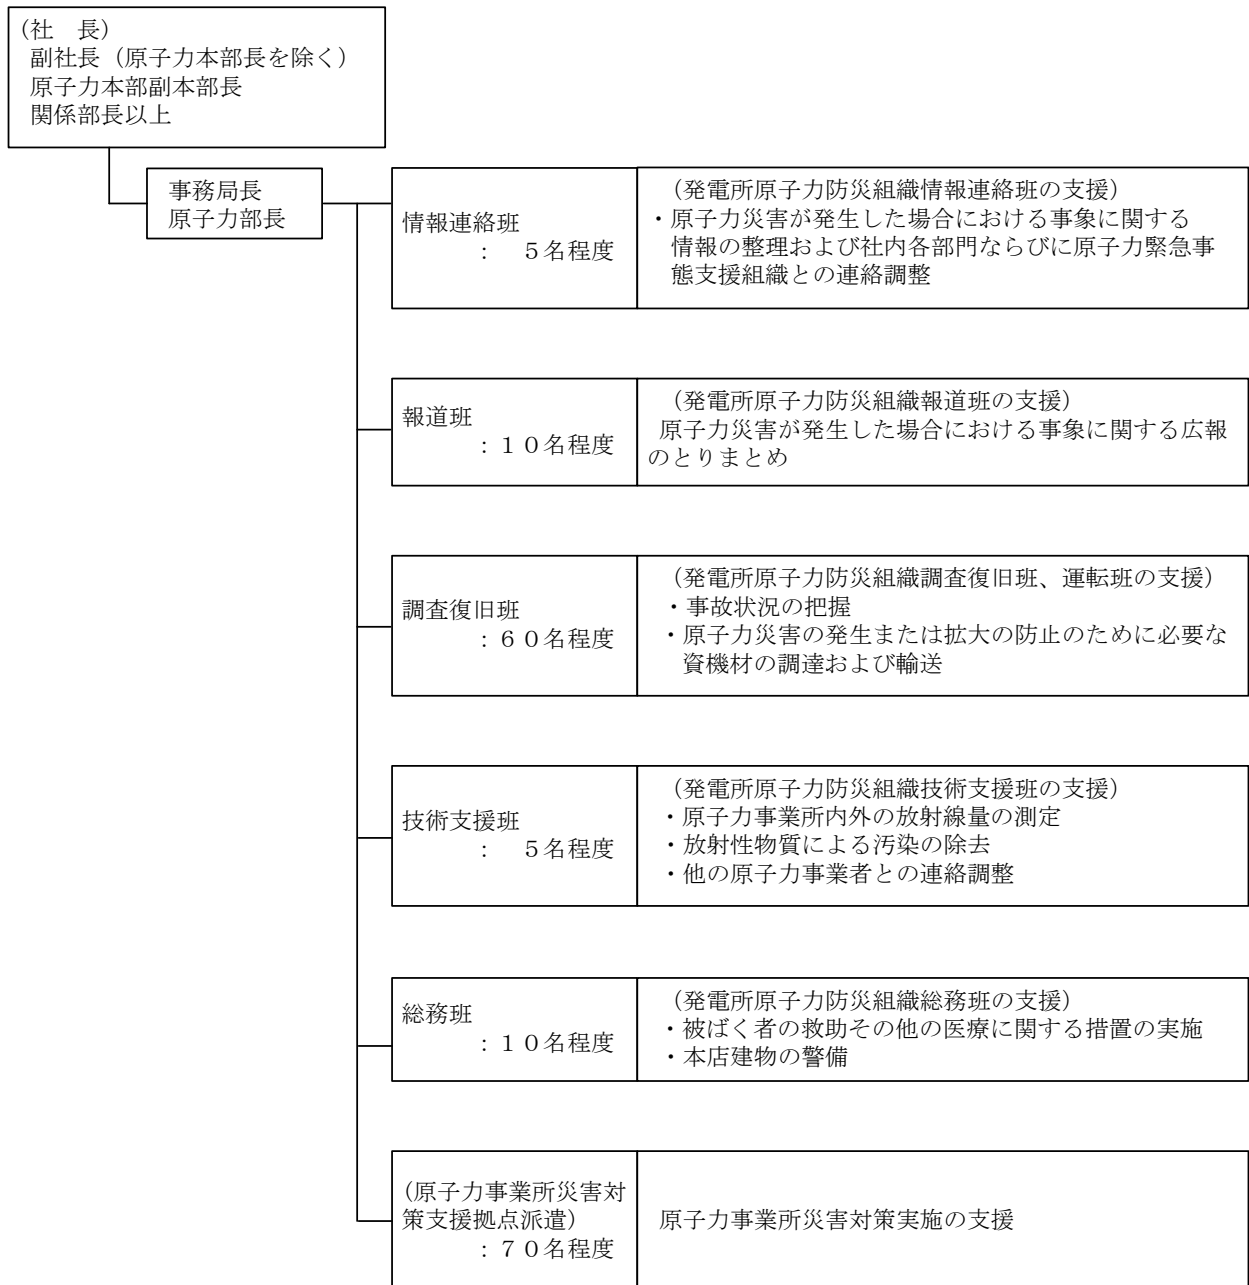 （社　長）
副社長（原子力本部長を除く）
原子力本部副本部長
関係部長以上
事務局長
原子力部長
情報連絡班
：　５名程度
（発電所原子力防災組織情報連絡班の支援）
・原子力災害が発生した場合における事象に関する
情報の整理および社内各部門ならびに原子力緊急事
態支援組織との連絡調整
報道班
：１０名程度
（発電所原子力防災組織報道班の支援）
原子力災害が発生した場合における事象に関する広報
のとりまとめ
調査復旧班
：６０名程度
（発電所原子力防災組織調査復旧班、運転班の支援）
・事故状況の把握
・原子力災害の発生または拡大の防止のために必要な
資機材の調達および輸送
技術支援班
：　５名程度
（発電所原子力防災組織技術支援班の支援）
・原子力事業所内外の放射線量の測定
・放射性物質による汚染の除去
・他の原子力事業者との連絡調整
総務班
：１０名程度
（発電所原子力防災組織総務班の支援）
・被ばく者の救助その他の医療に関する措置の実施
・本店建物の警備
（原子力事業所災害対
策支援拠点派遣）
：７０名程度
原子力事業所災害対策実施の支援